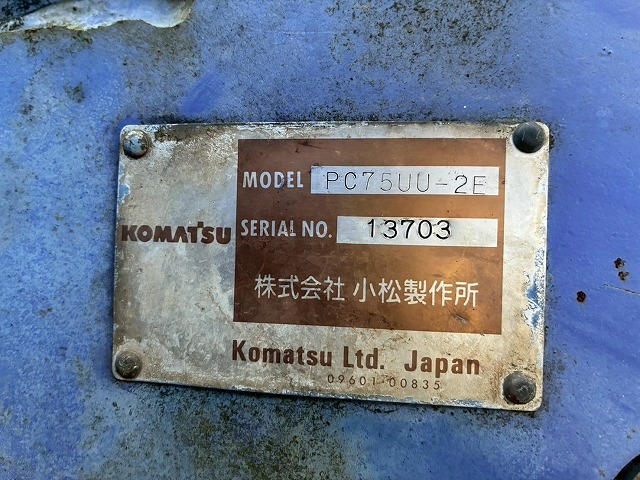 MODEL PC75UU-2E
KOMATSU
SERIAL NO. 13703
株式会社 小松製作所
Komatsu Ltd. Japan
09601-00835